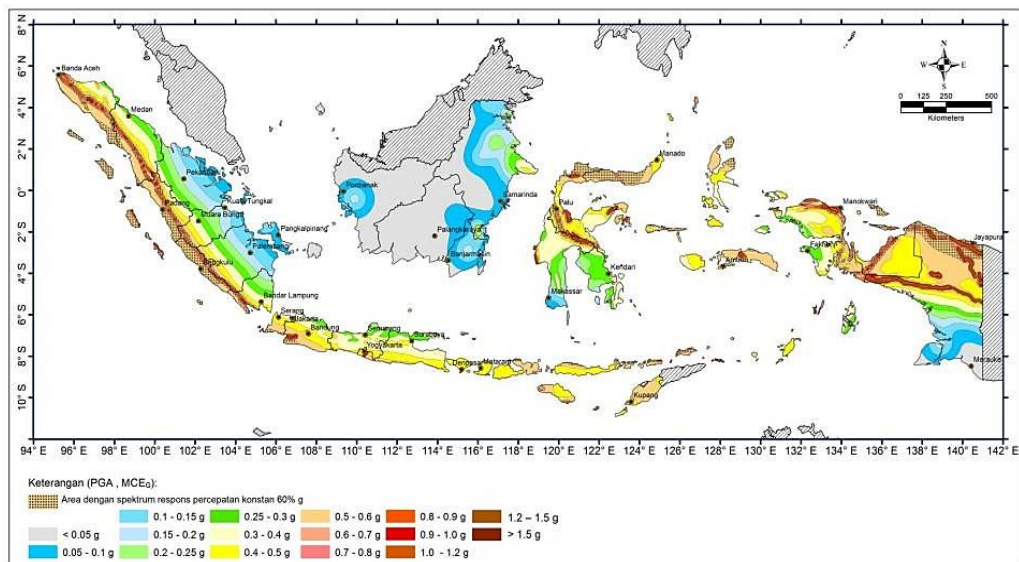 8° N
6° N
4° N
2° N
0°
2° S
4° S
6° S
8° S
10° S
N
W E
S
0 125 250 500
Kilometers
Banda Aceh
Medan
Pekanbaru
Padang
Kuala Tungkal
Muara Bungo
Pangkalpinang
Palembang
Bengkulu
Bandar Lampung
Serang
Jakarta
Bandung
Semarang
Surabaya
Yogyakarta
Denpasar
Mataram
Kupang
Pontianak
Samarinda
Palangkaraya
Banjarmasin
Manado
Palu
Kendari
Makassar
Ambon
Manokwari
Fakfak
Jayapura
Merauke
94° E 96° E 98° E 100° E 102° E 104° E 106° E 108° E 110° E 112° E 114° E 116° E 118° E 120° E 122° E 124° E 126° E 128° E 130° E 132° E 134° E 136° E 138° E 140° E 142° E
Keterangan (PGA , MCEG):
Area dengan spektrum respons percepatan konstan 60% g
< 0.05 g
0.05 - 0.1 g
0.1 - 0.15 g
0.15 - 0.2 g
0.2 - 0.25 g
0.25 - 0.3 g
0.3 - 0.4 g
0.4 - 0.5 g
0.5 - 0.6 g
0.6 - 0.7 g
0.7 - 0.8 g
0.8 - 0.9 g
0.9 - 1.0 g
1.0 - 1.2 g
1.2 – 1.5 g
> 1.5 g